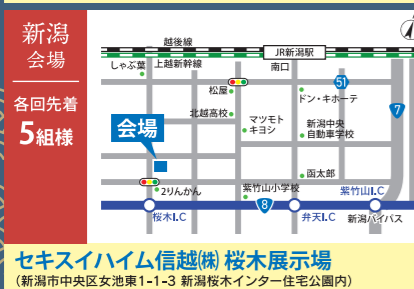 新潟
会場
各回先着
5組様
越後線
上越新幹線
JR新潟駅
南口
しゃぶ葉
松屋
51
7
ドン・キホーテ
北越高校
マツモト
キヨシ
新潟中央
自動車学校
会場
2りんかん
函太郎
紫竹山小学校
紫竹山I.C
桜木I.C
8
弁天I.C
新潟バイパス
セキスイハイム信越㈱ 桜木展示場
(新潟市中央区女池東1-1-3 新潟桜木インター住宅公園内)